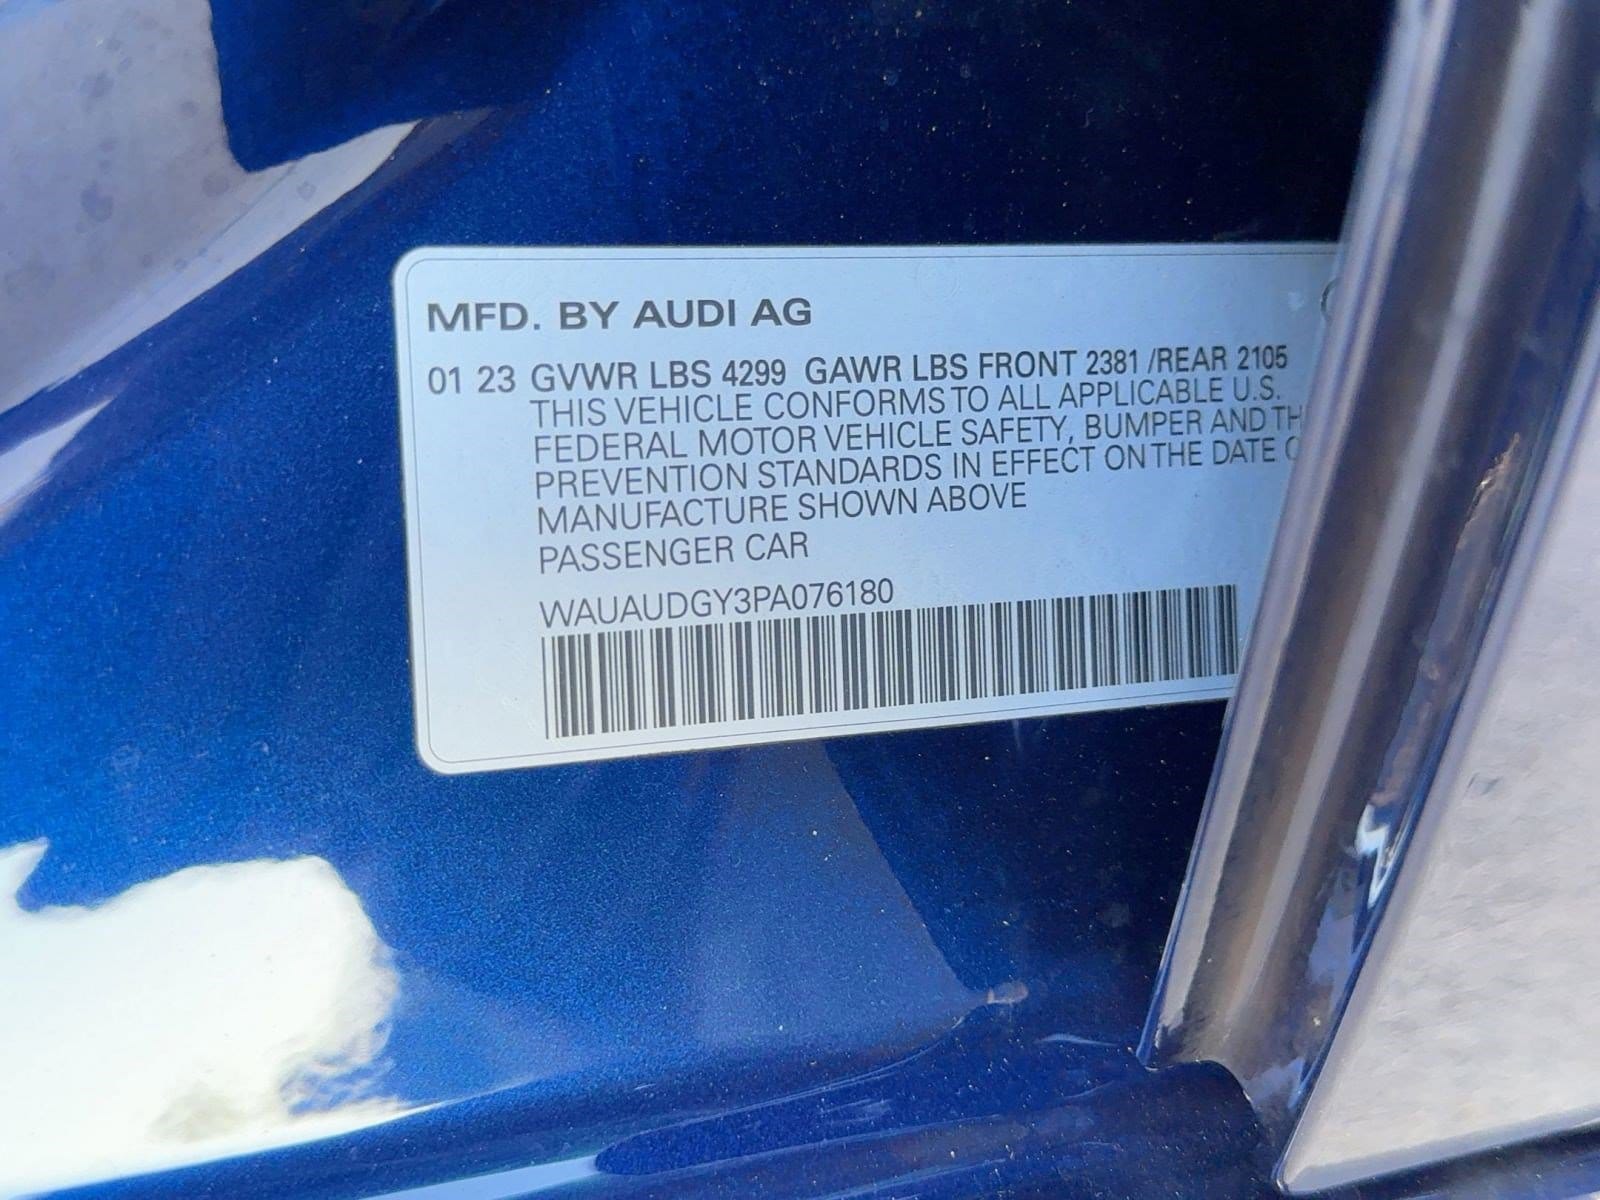 MFD. BY AUDI AG
01 23 GVWR LBS 4299 GAWR LBS FRONT 2381 /REAR 2105
THIS VEHICLE CONFORMS TO ALL APPLICABLE U.S.
FEDERAL MOTOR VEHICLE SAFETY, BUMPER AND
PREVENTION STANDARDS IN EFFECT ON THE DATE
MANUFACTURE SHOWN ABOVE
PASSENGER CAR
WAUAUDGY3PA076180